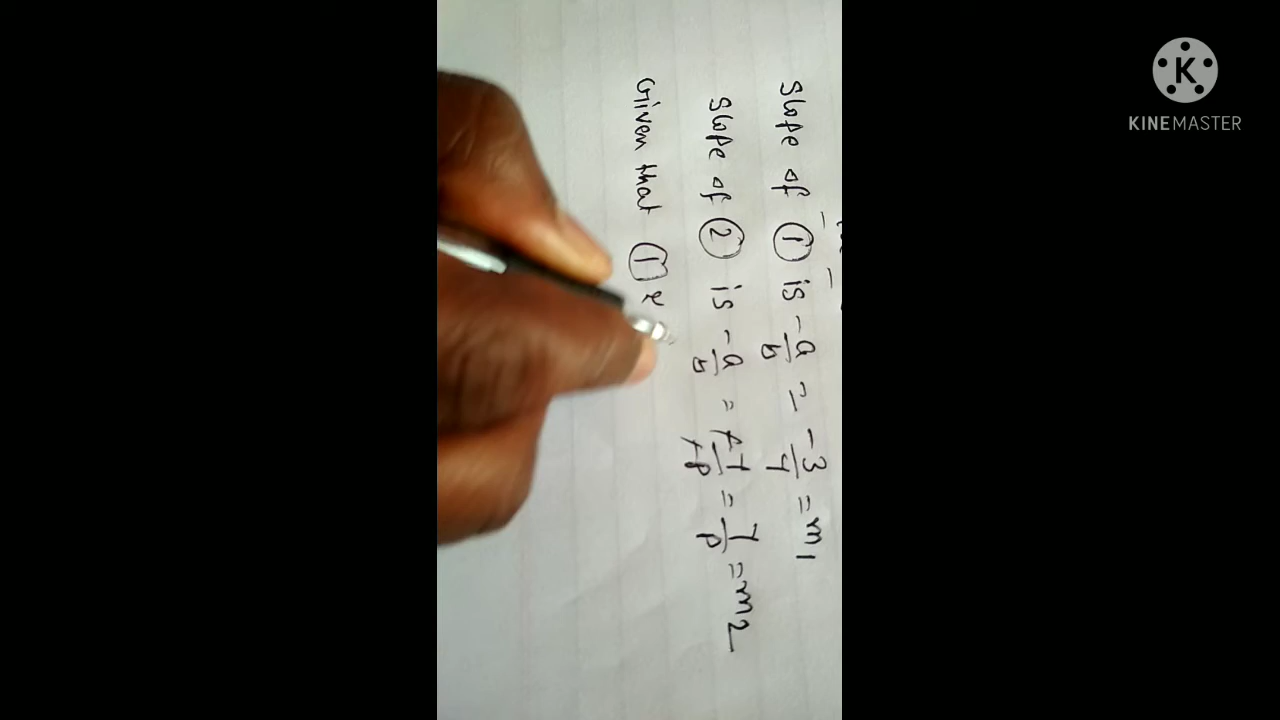 Slope of ① is -a/b = -3/4 = m1
Slope of ② is -a/b = +7/+p = 7/p = m2
Given that ① &
KINEMASTER